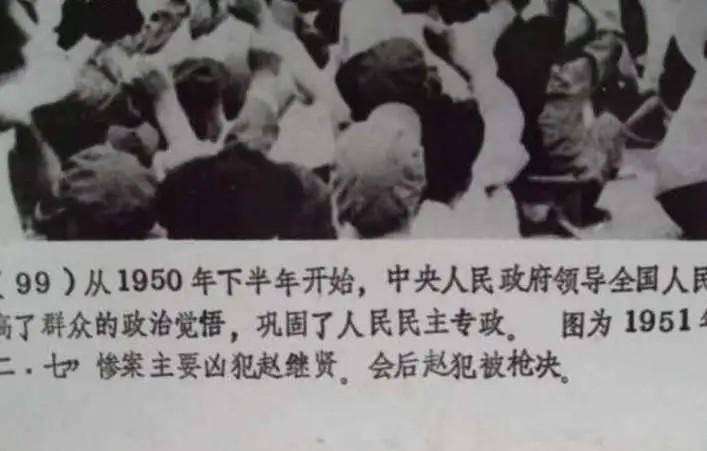 (99)从1950年下半年开始,中央人民政府领导全国人民
高了群众的政治觉悟,巩固了人民民主专政。 图为1951年
二·七”惨案主要凶犯赵继贤。会后赵犯被枪决。